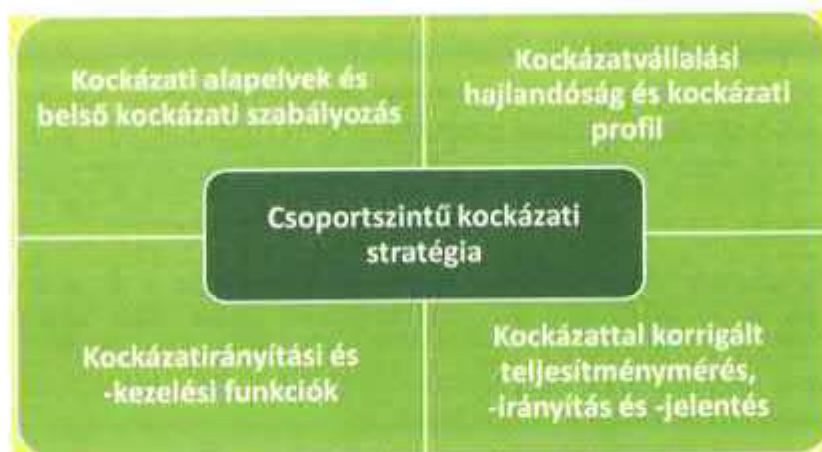 Kockázati alapelvek és
belső kockázati szabályozás
Kockázatvállalási
hajlandóság és kockázati
profil
Csoportszintű kockázati
stratégia
Kockázatirányítási és
-kezelési funkciók
Kockázattal korrigált
teljesítménymérés,
-irányítás és -jelentés